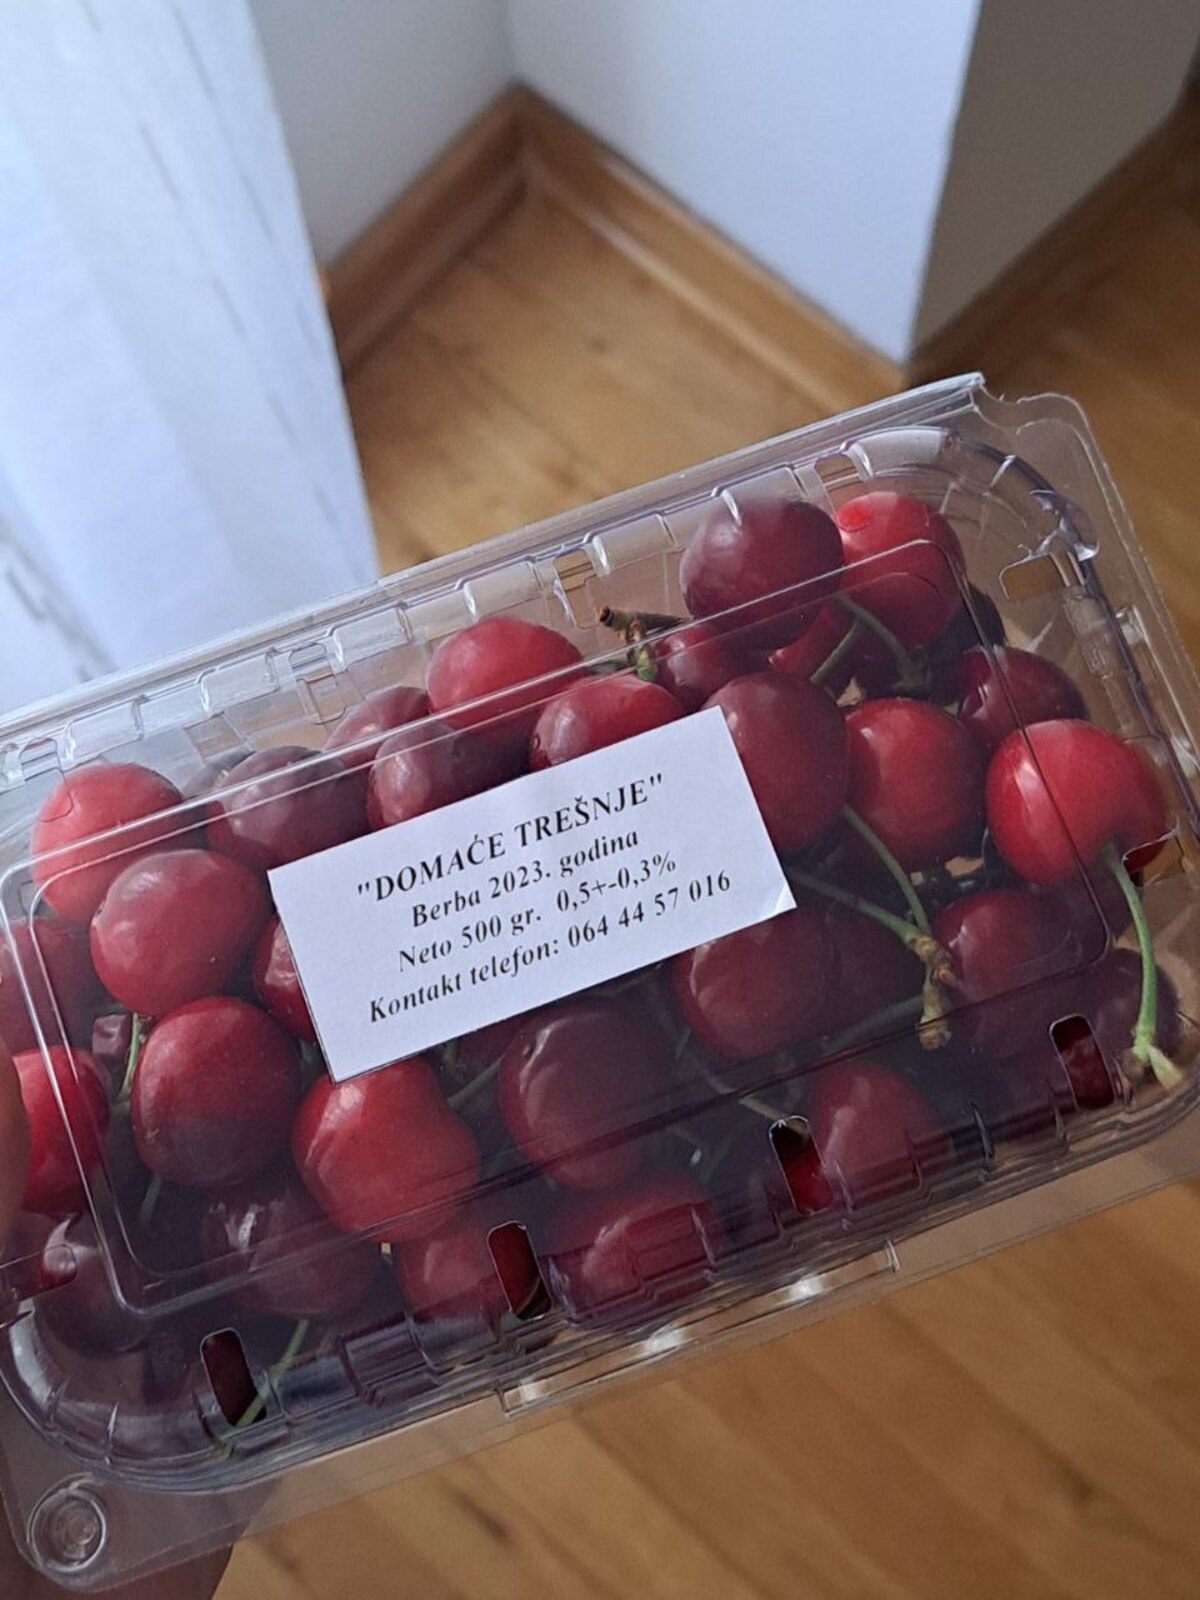 "DOMAĆE TREŠNJE"
Berba 2023. godina
Neto 500 gr. 0,5+-0,3%
Kontakt telefon: 064 44 57 016